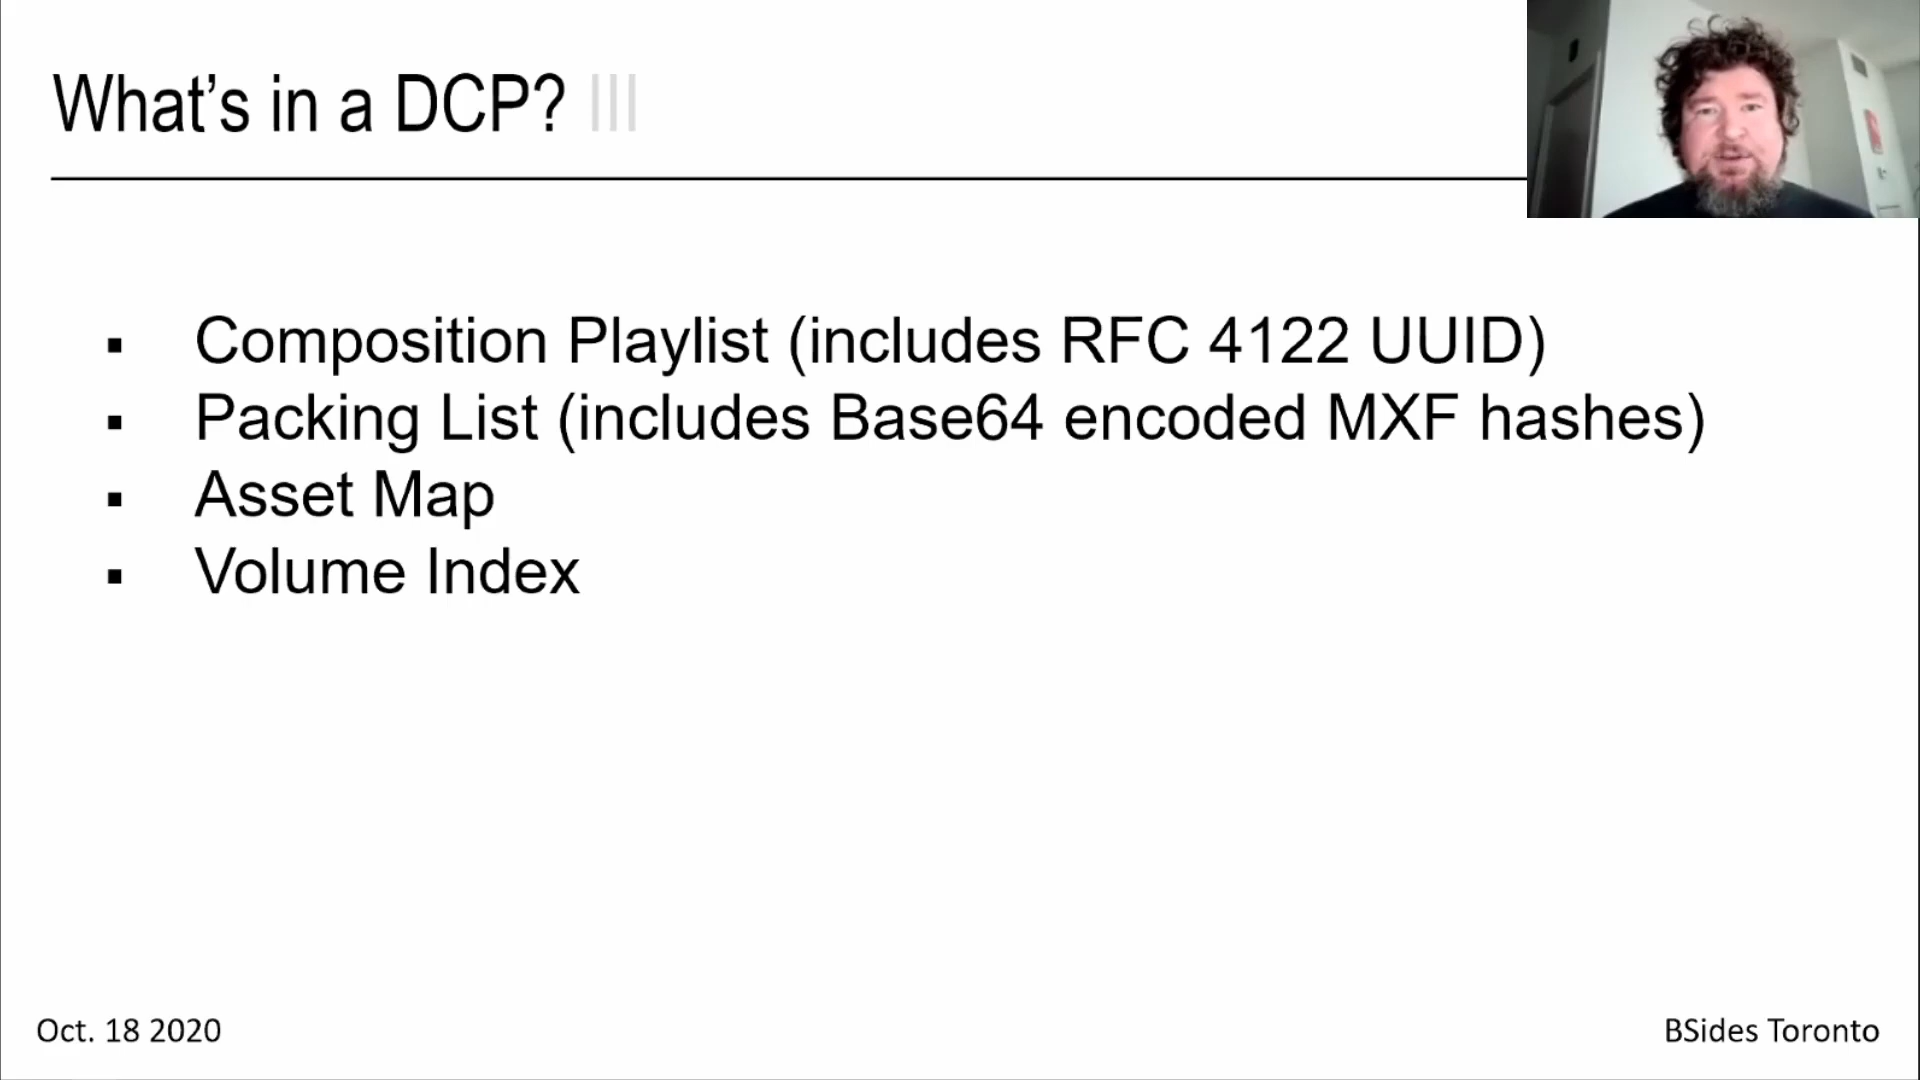 What's in a DCP? III
▪ Composition Playlist (includes RFC 4122 UUID)
▪ Packing List (includes Base64 encoded MXF hashes)
▪ Asset Map
▪ Volume Index
Oct. 18 2020
BSides Toronto